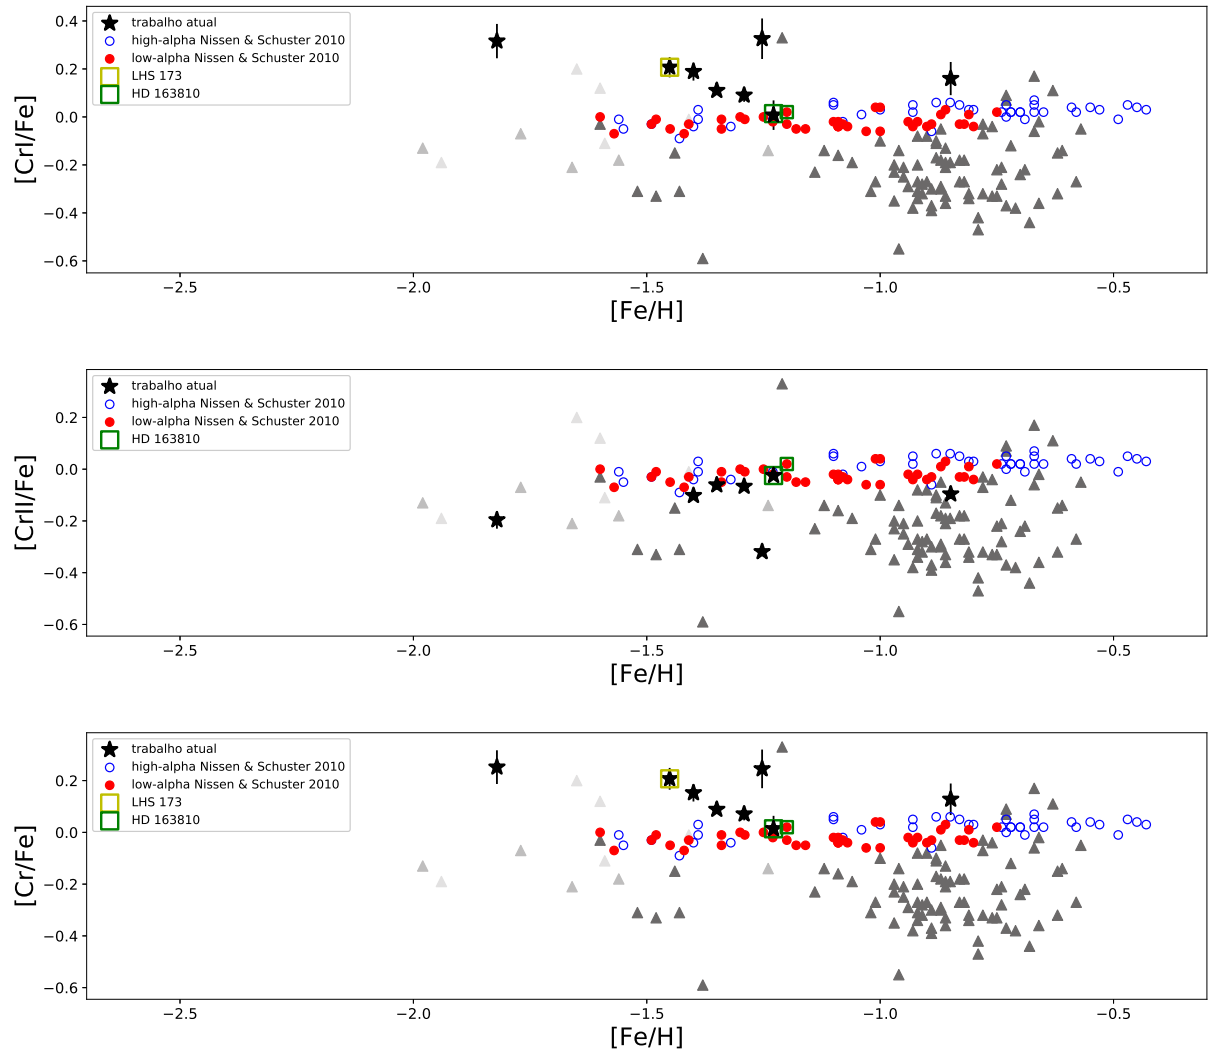 trabalho atual
high-alpha Nissen & Schuster 2010
low-alpha Nissen & Schuster 2010
LHS 173
HD 163810
0.4
0.2
0.0
−0.2
−0.4
−0.6
[CrI/Fe]
−2.5 −2.0 −1.5 −1.0 −0.5
[Fe/H]
trabalho atual
high-alpha Nissen & Schuster 2010
low-alpha Nissen & Schuster 2010
HD 163810
0.2
0.0
−0.2
−0.4
−0.6
[CrII/Fe]
−2.5 −2.0 −1.5 −1.0 −0.5
[Fe/H]
trabalho atual
high-alpha Nissen & Schuster 2010
low-alpha Nissen & Schuster 2010
LHS 173
HD 163810
0.2
0.0
−0.2
−0.4
−0.6
[Cr/Fe]
−2.5 −2.0 −1.5 −1.0 −0.5
[Fe/H]